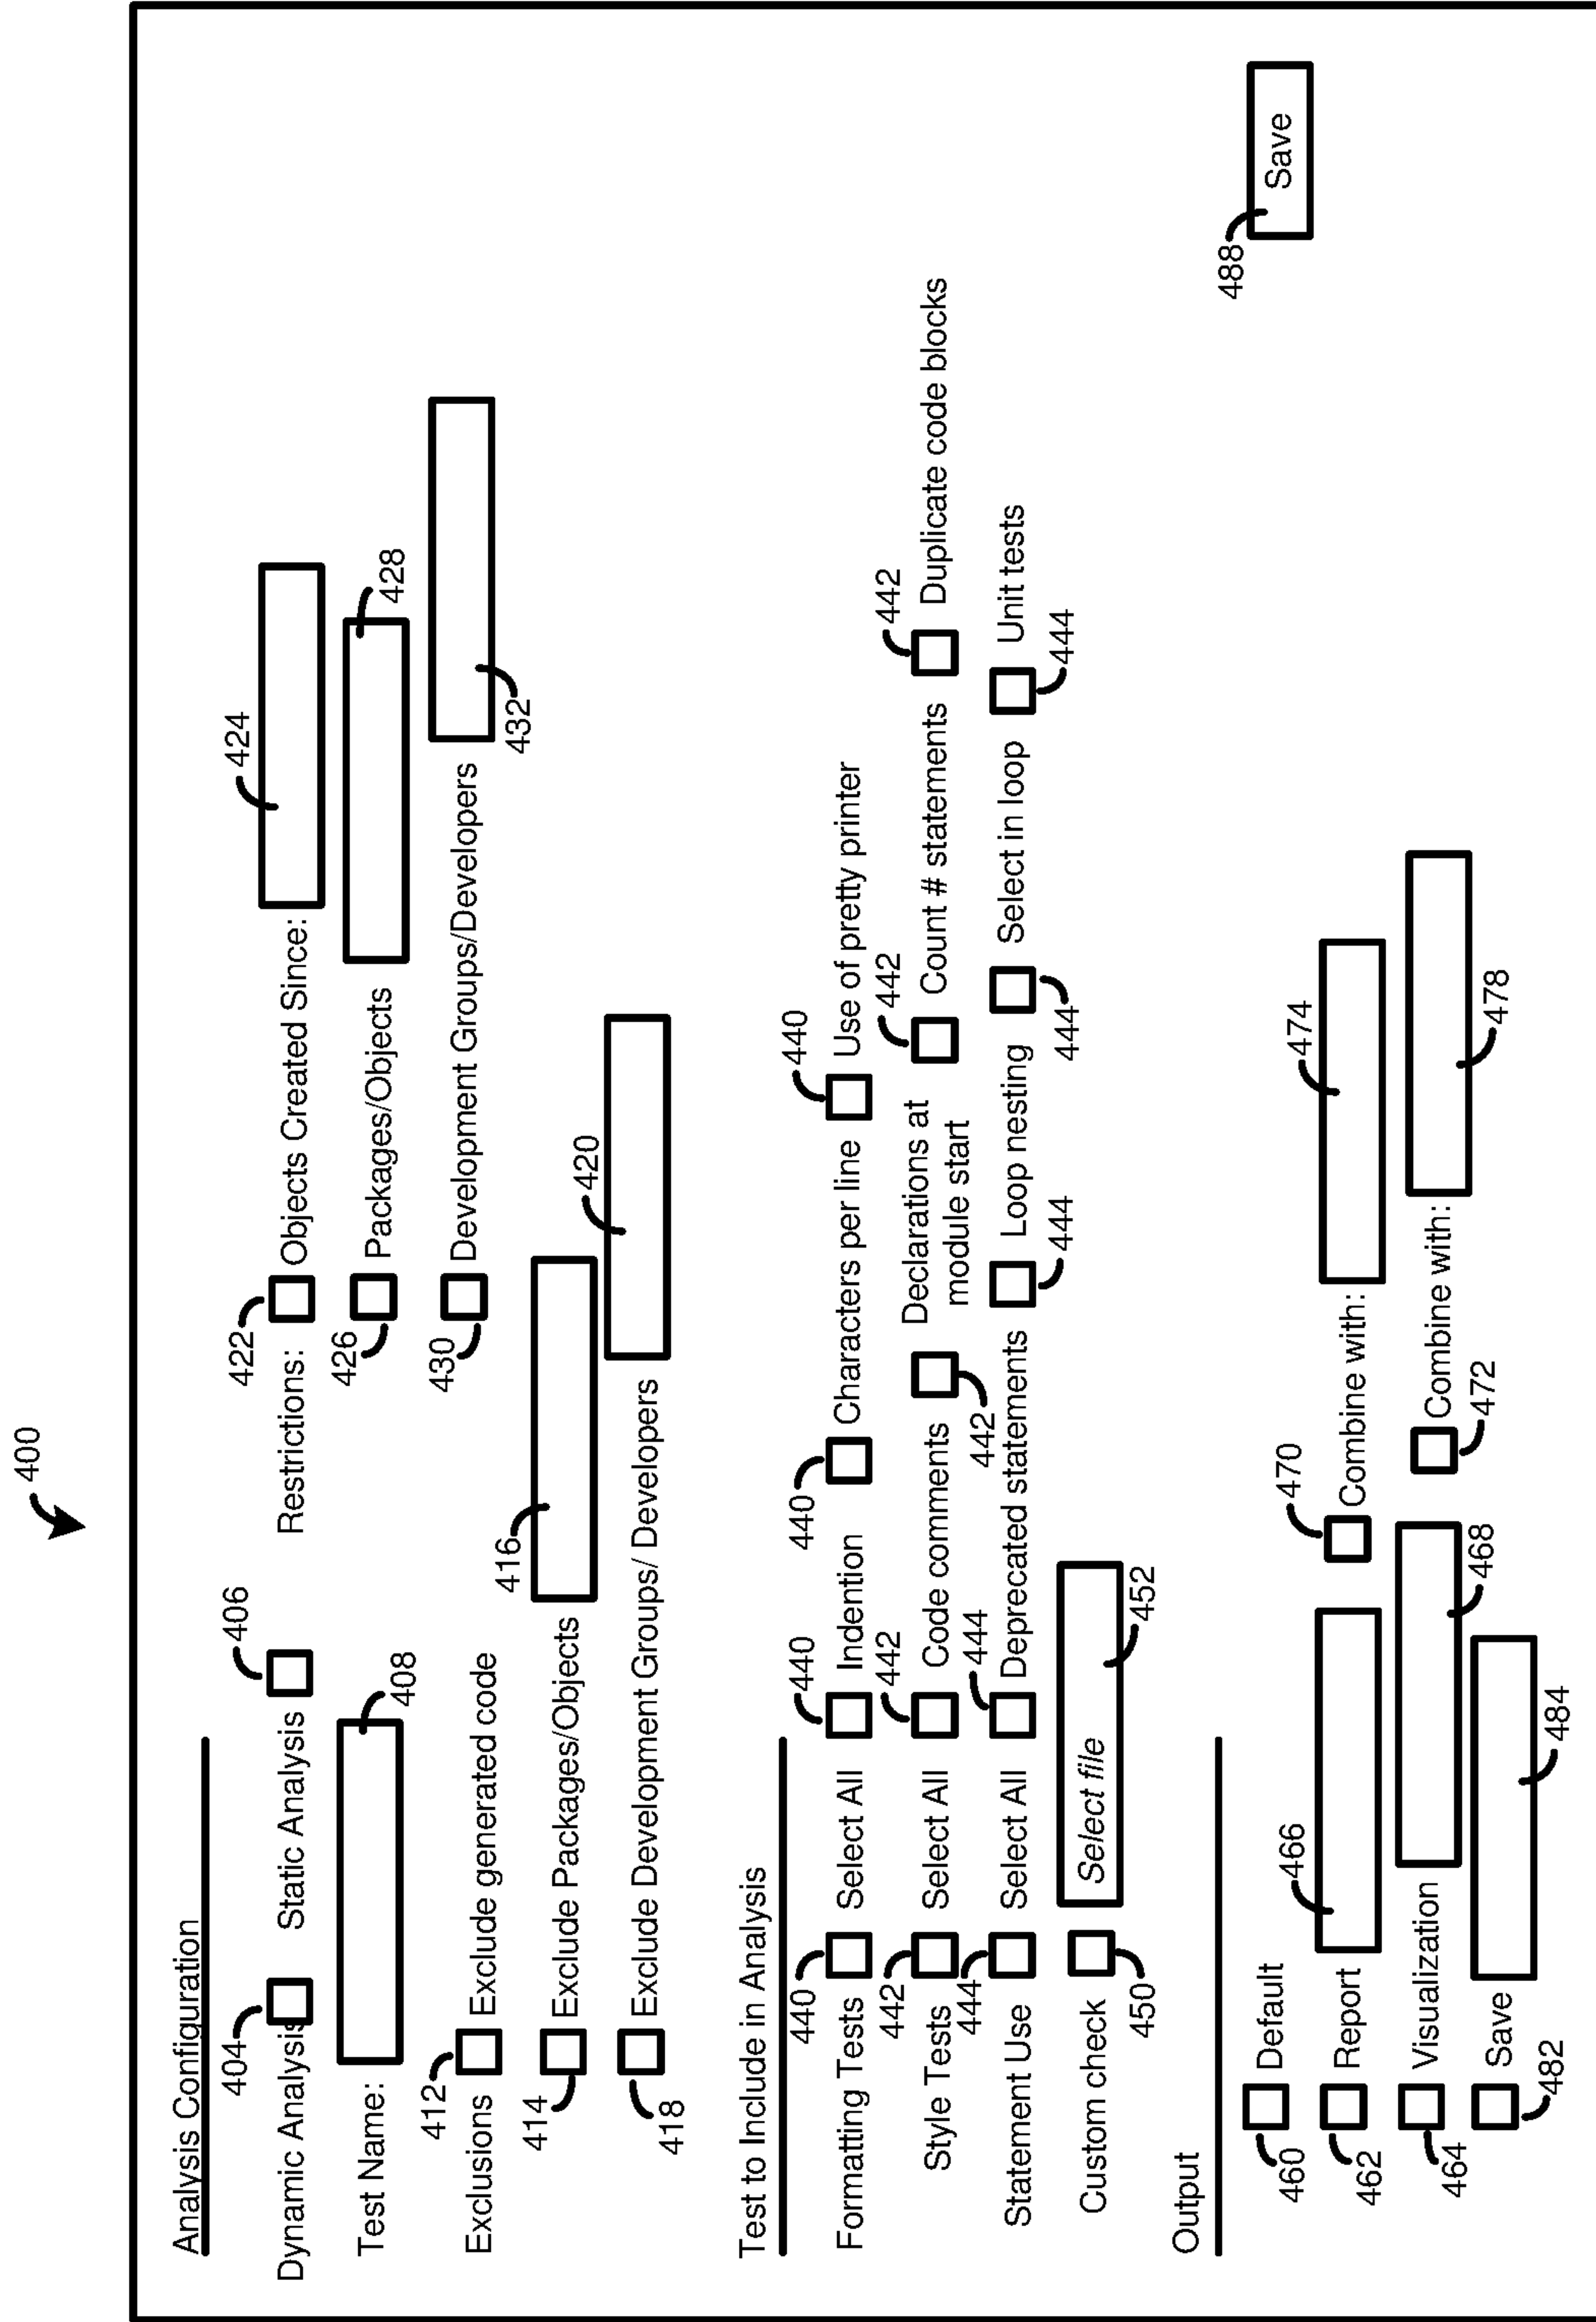 400
Analysis Configuration
404
406
422
424
Dynamic Analysis
Static Analysis
Restrictions:
Objects Created Since:
Test Name:
408
426
Packages/Objects
428
412
430
Development Groups/Developers
432
Exclusions
Exclude generated code
414
Exclude Packages/Objects
416
418
Exclude Development Groups/ Developers
420
Test to Include in Analysis
440
440
440
440
Formatting Tests
Select All
Indention
Characters per line
Use of pretty printer
442
442
442
442
Style Tests
Select All
Code comments
442
Declarations at
module start
Count # statements
Duplicate code blocks
444
444
Statement Use
Select All
Deprecated statements
Loop nesting
Select in loop
Unit tests
444
444
444
Custom check
450
Select file
452
Output
488
Save
460
Default
466
470
474
462
Report
Combine with:
464
Visualization
468
472
Combine with:
478
482
Save
484